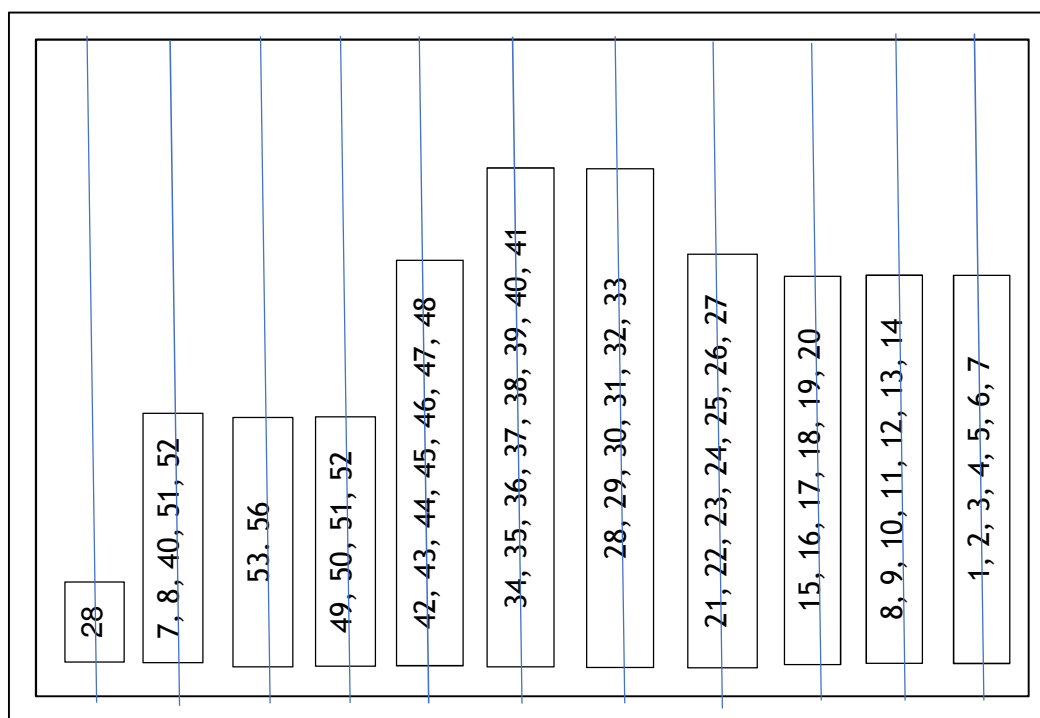 28
7, 8, 40, 51, 52
53. 56
49, 50, 51, 52
42, 43, 44, 45, 46, 47, 48
34, 35, 36, 37, 38, 39, 40, 41
28, 29, 30, 31, 32, 33
21, 22, 23, 24, 25, 26, 27
15, 16, 17, 18, 19, 20
8, 9, 10, 11, 12, 13, 14
1, 2, 3, 4, 5, 6, 7